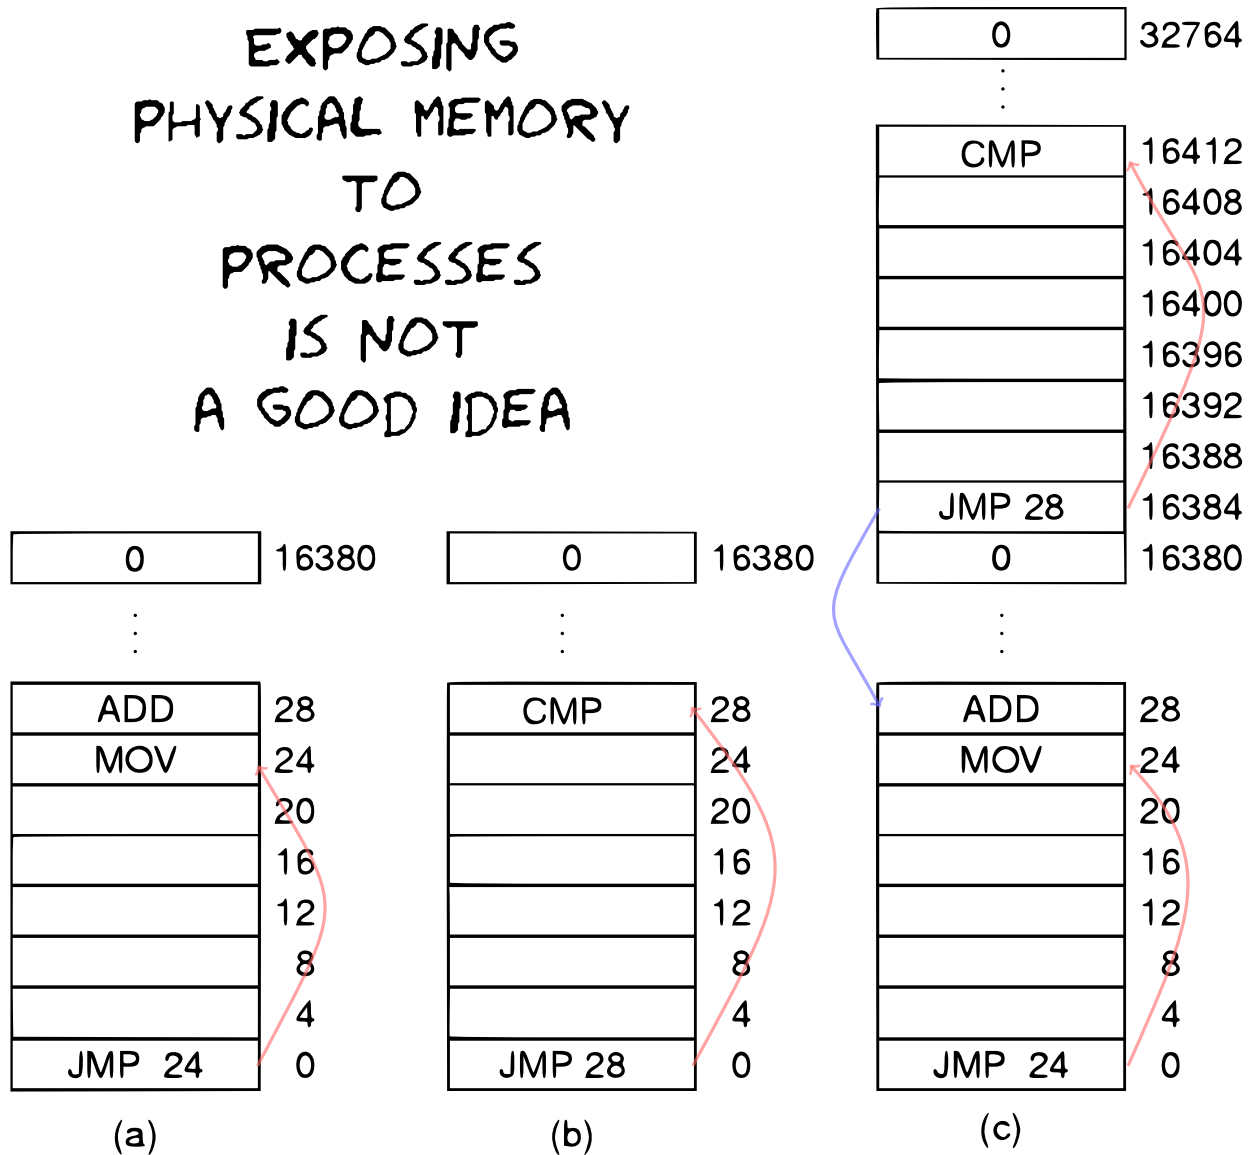 EXPOSING
PHYSICAL MEMORY
TO
PROCESSES
IS NOT
A GOOD IDEA
0 16380
ADD 28
MOV 24
20
16
12
8
4
JMP 24 0
(a)
0 16380
CMP 28
24
20
16
12
8
4
JMP 28 0
(b)
0 32764
CMP 16412
16408
16404
16400
16396
16392
16388
JMP 28 16384
0 16380
ADD 28
MOV 24
20
16
12
8
4
JMP 24 0
(c)